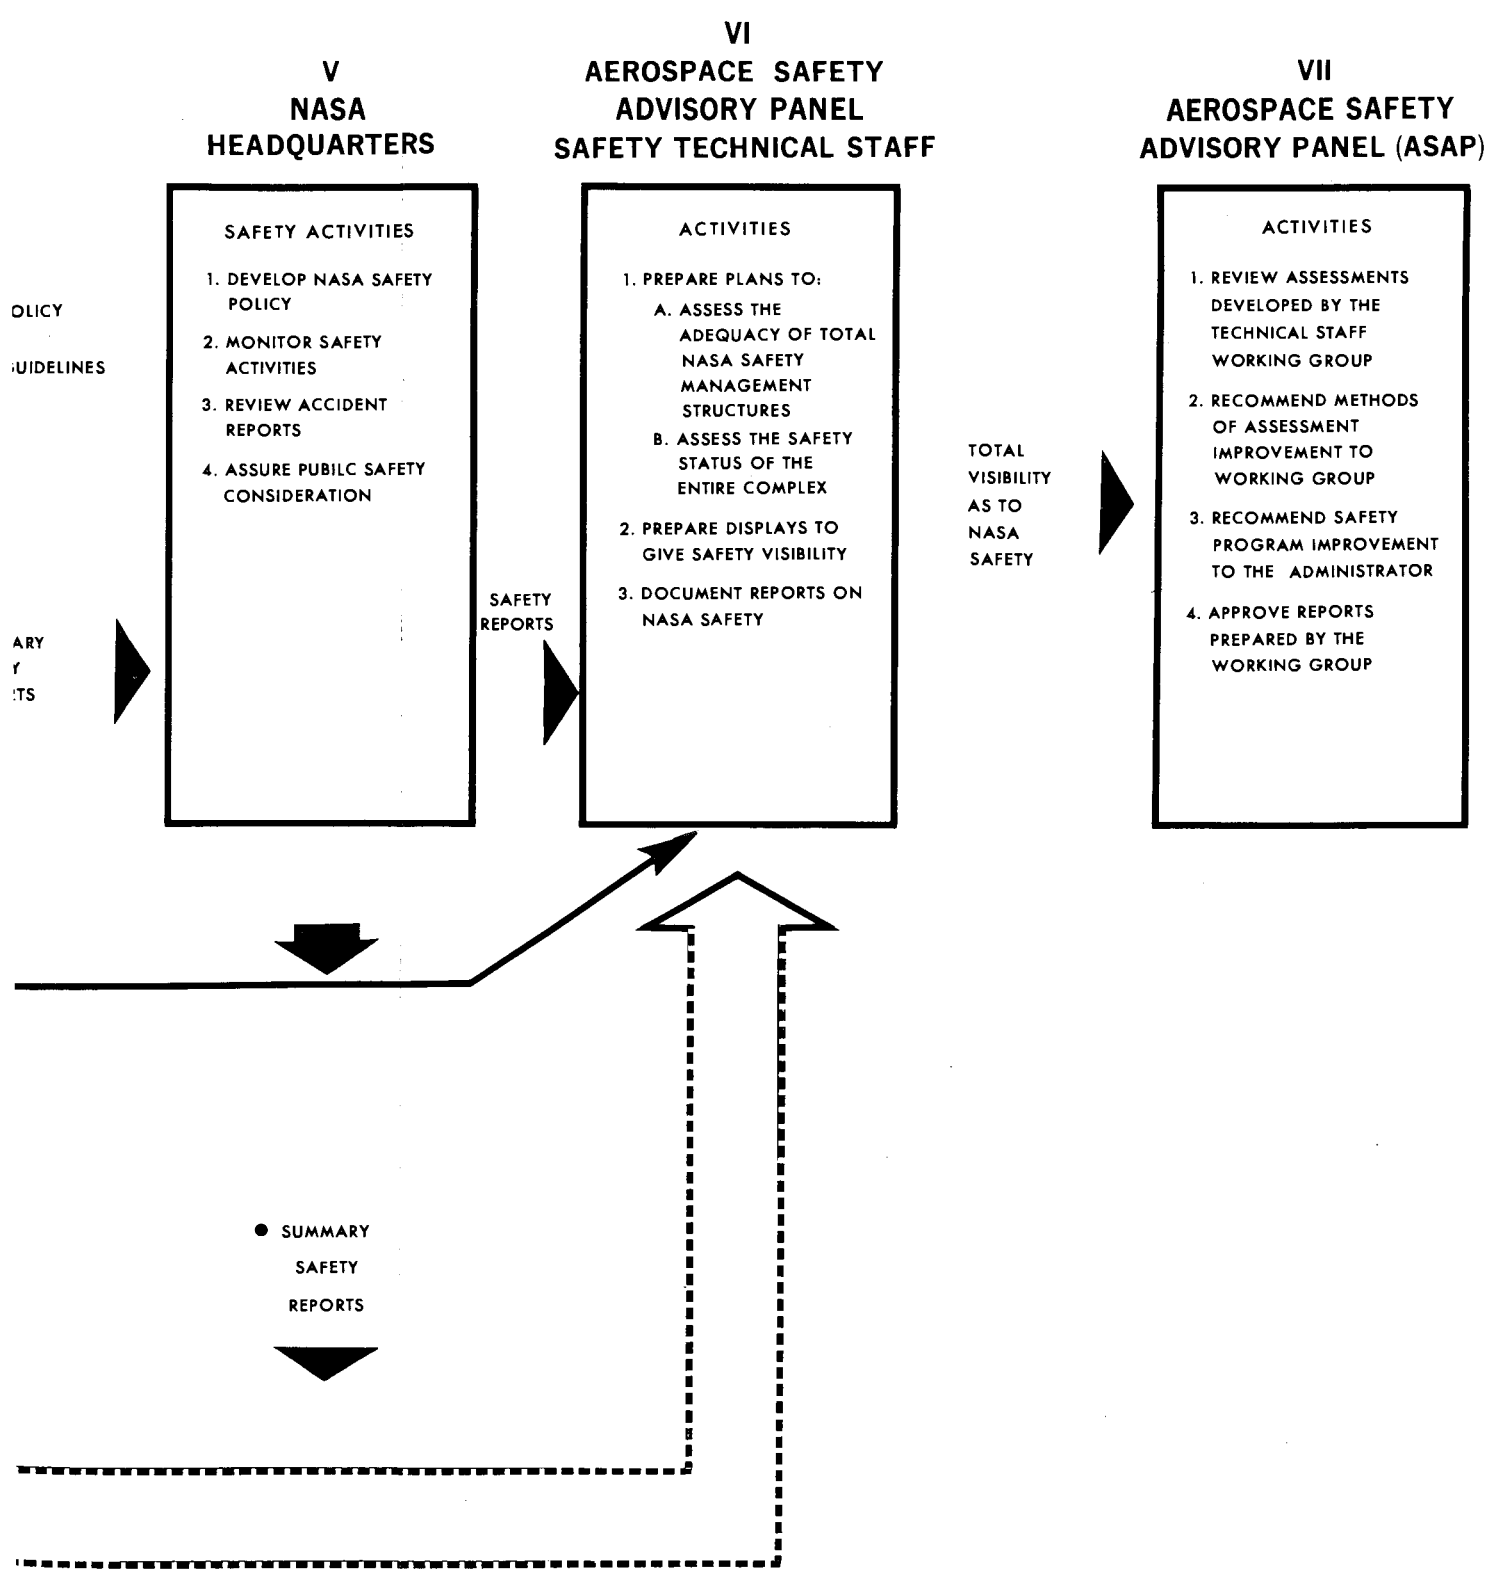 V
NASA
HEADQUARTERS
SAFETY ACTIVITIES
1. DEVELOP NASA SAFETY
POLICY
2. MONITOR SAFETY
ACTIVITIES
3. REVIEW ACCIDENT
REPORTS
4. ASSURE PUBILC SAFETY
CONSIDERATION
OLICY
UIDELINES
ARY
Y
TS
SAFETY
REPORTS
VI
AEROSPACE SAFETY
ADVISORY PANEL
SAFETY TECHNICAL STAFF
ACTIVITIES
1. PREPARE PLANS TO:
A. ASSESS THE
ADEQUACY OF TOTAL
NASA SAFETY
MANAGEMENT
STRUCTURES
B. ASSESS THE SAFETY
STATUS OF THE
ENTIRE COMPLEX
2. PREPARE DISPLAYS TO
GIVE SAFETY VISIBILITY
3. DOCUMENT REPORTS ON
NASA SAFETY
TOTAL
VISIBILITY
AS TO
NASA
SAFETY
VII
AEROSPACE SAFETY
ADVISORY PANEL (ASAP)
ACTIVITIES
1. REVIEW ASSESSMENTS
DEVELOPED BY THE
TECHNICAL STAFF
WORKING GROUP
2. RECOMMEND METHODS
OF ASSESSMENT
IMPROVEMENT TO
WORKING GROUP
3. RECOMMEND SAFETY
PROGRAM IMPROVEMENT
TO THE ADMINISTRATOR
4. APPROVE REPORTS
PREPARED BY THE
WORKING GROUP
● SUMMARY
SAFETY
REPORTS